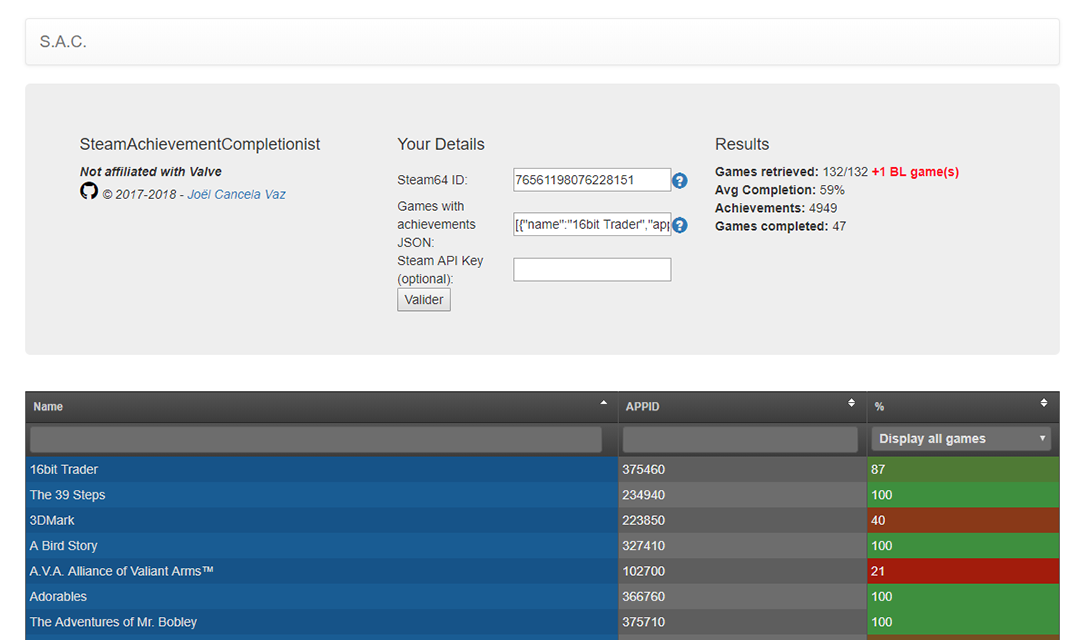 S.A.C.
SteamAchievementCompletionist
Not affiliated with Valve
© 2017-2018 - Joël Cancela Vaz
Your Details
Steam64 ID:
76561198076228151
?
Games with
achievements
JSON:
[{"name":"16bit Trader","app
?
Steam API Key
(optional):
Valider
Results
Games retrieved: 132/132 +1 BL game(s)
Avg Completion: 59%
Achievements: 4949
Games completed: 47
Name APPID %
Display all games
16bit Trader 375460 87
The 39 Steps 234940 100
3DMark 223850 40
A Bird Story 327410 100
A.V.A. Alliance of Valiant Arms™ 102700 21
Adorables 366760 100
The Adventures of Mr. Bobley 375710 100